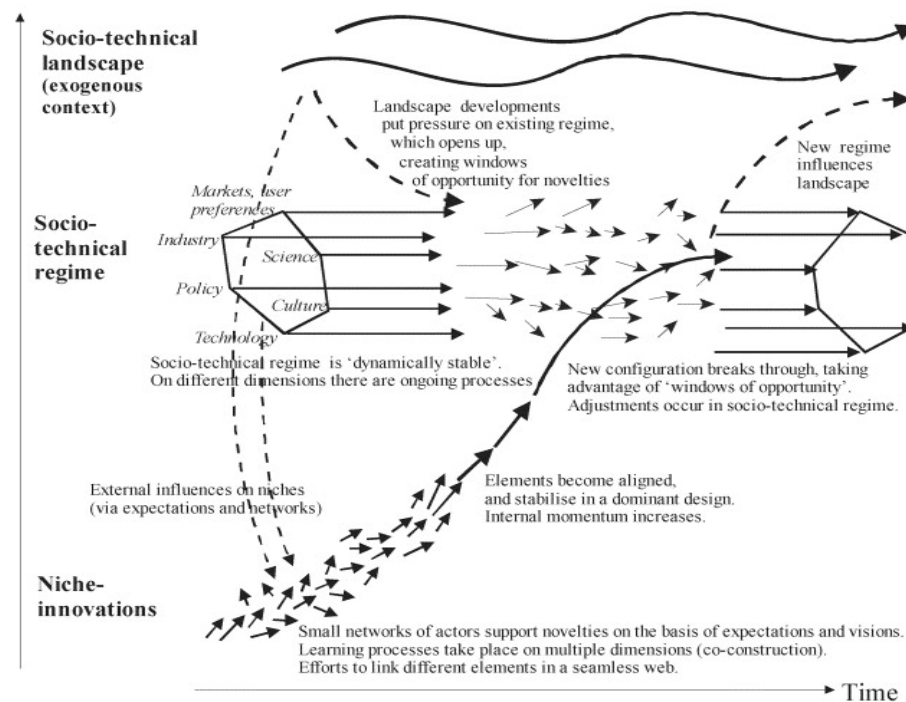 Socio-technical
landscape
(exogenous
context)
Landscape developments
put pressure on existing regime,
which opens up,
creating windows
of opportunity for novelties
New regime
influences
landscape
Markets, user
preferences
Socio-
technical
regime
Industry
Science
Policy
Culture
Technology
Socio-technical regime is ‘dynamically stable’.
On different dimensions there are ongoing processes
New configuration breaks through, taking
advantage of ‘windows of opportunity’.
Adjustments occur in socio-technical regime.
External influences on niches
(via expectations and networks)
Elements become aligned,
and stabilise in a dominant design.
Internal momentum increases.
Niche-
innovations
Small networks of actors support novelties on the basis of expectations and visions.
Learning processes take place on multiple dimensions (co-construction).
Efforts to link different elements in a seamless web.
Time